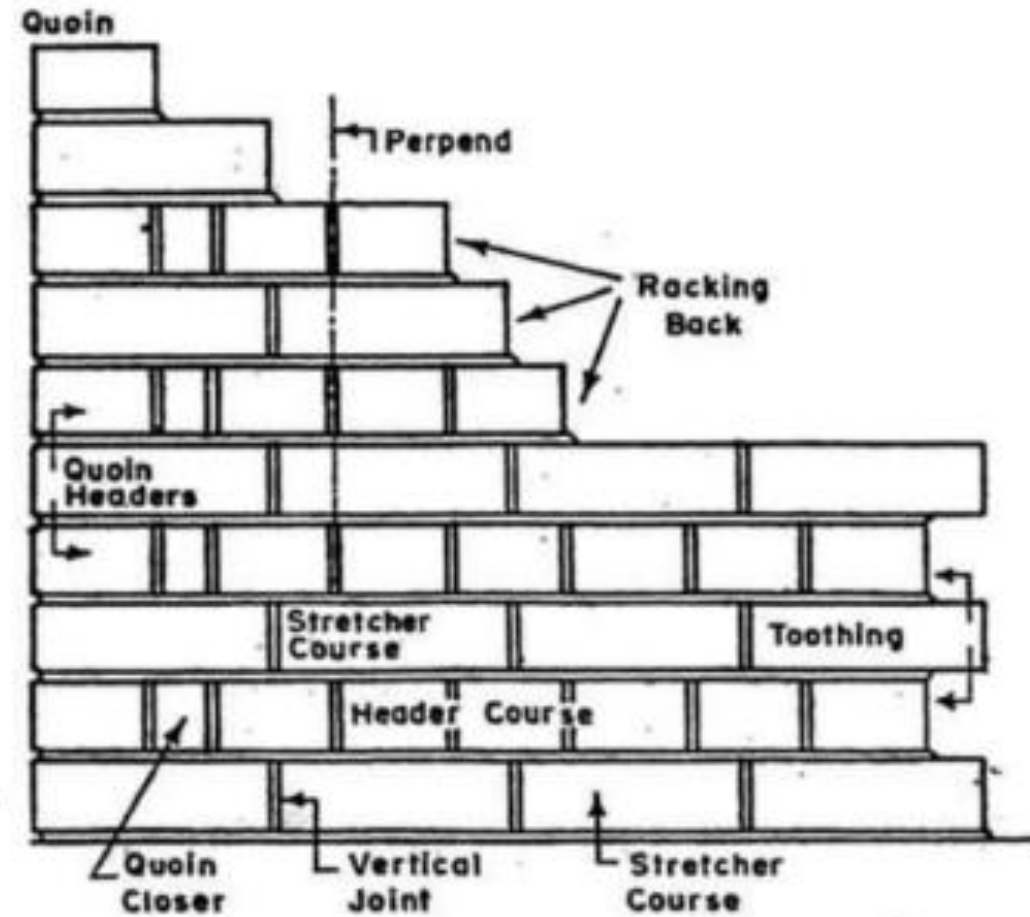 Quoin
Perpend
Racking
Back
Quoin
Headers
Stretcher
Course
Toothing
Header Course
Quoin
Closer
Vertical
Joint
Stretcher
Course